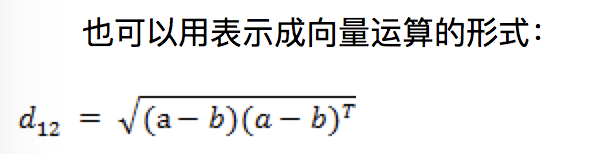 也可以用表示成向量运算的形式：
d₁₂ = √(a − b)(a − b)ᵀ